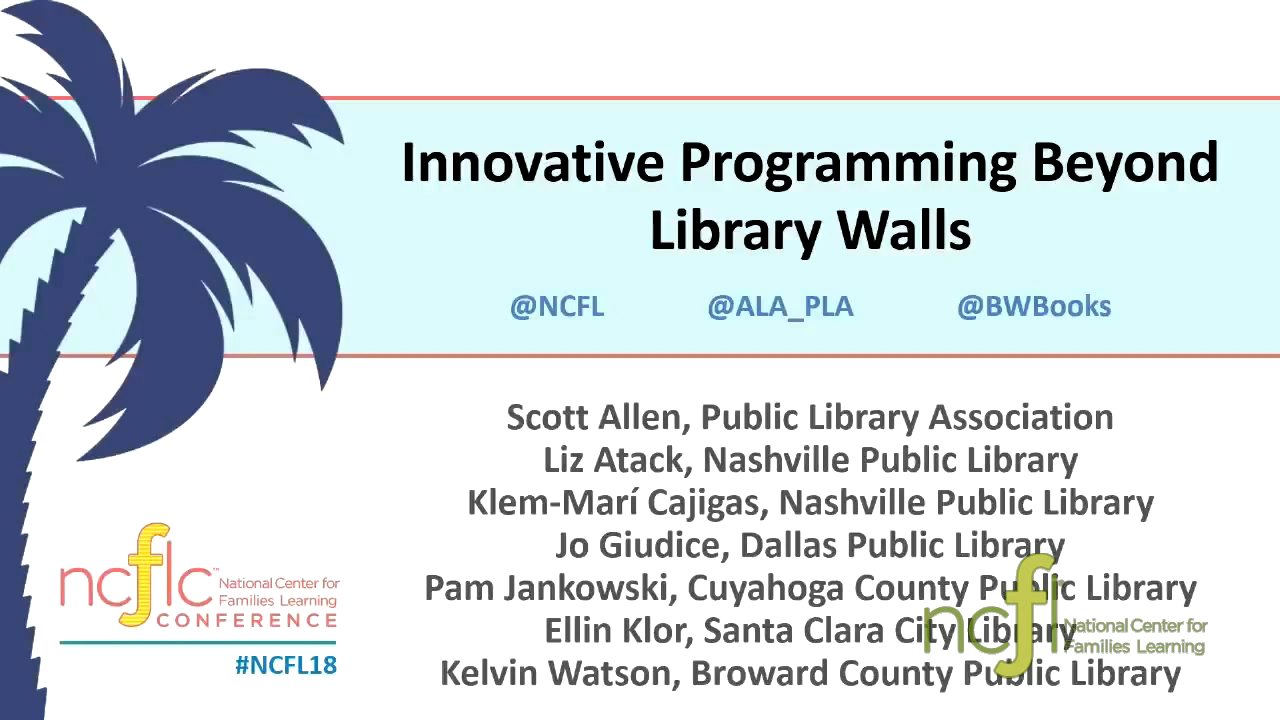 Innovative Programming Beyond
Library Walls
@NCFL @ALA_PLA @BWBooks
Scott Allen, Public Library Association
Liz Atack, Nashville Public Library
Klem-Marí Cajigas, Nashville Public Library
Jo Giudice, Dallas Public Library
Pam Jankowski, Cuyahoga County Public Library
Ellin Klor, Santa Clara City Library
Kelvin Watson, Broward County Public Library
ncflc™ National Center for
Families Learning
CONFERENCE
#NCFL18
ncfl National Center for
Families Learning